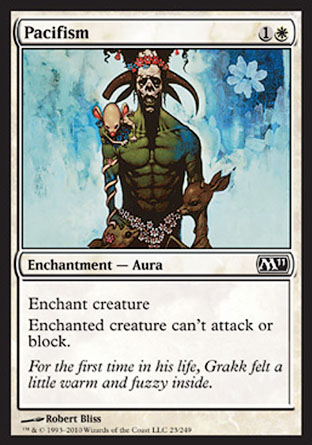 Pacifism 1
Enchantment — Aura M11
Enchant creature
Enchanted creature can't attack or
block.
For the first time in his life, Grakk felt a
little warm and fuzzy inside.
Robert Bliss
™ & © 1993–2010 Wizards of the Coast LLC 23/249